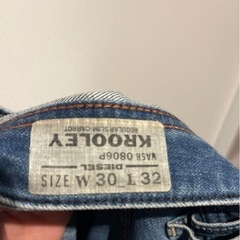 KROOLEY
REGULAR SLIM-CARROT
WASH 0806P
DIESEL
SIZE W 30 L 32